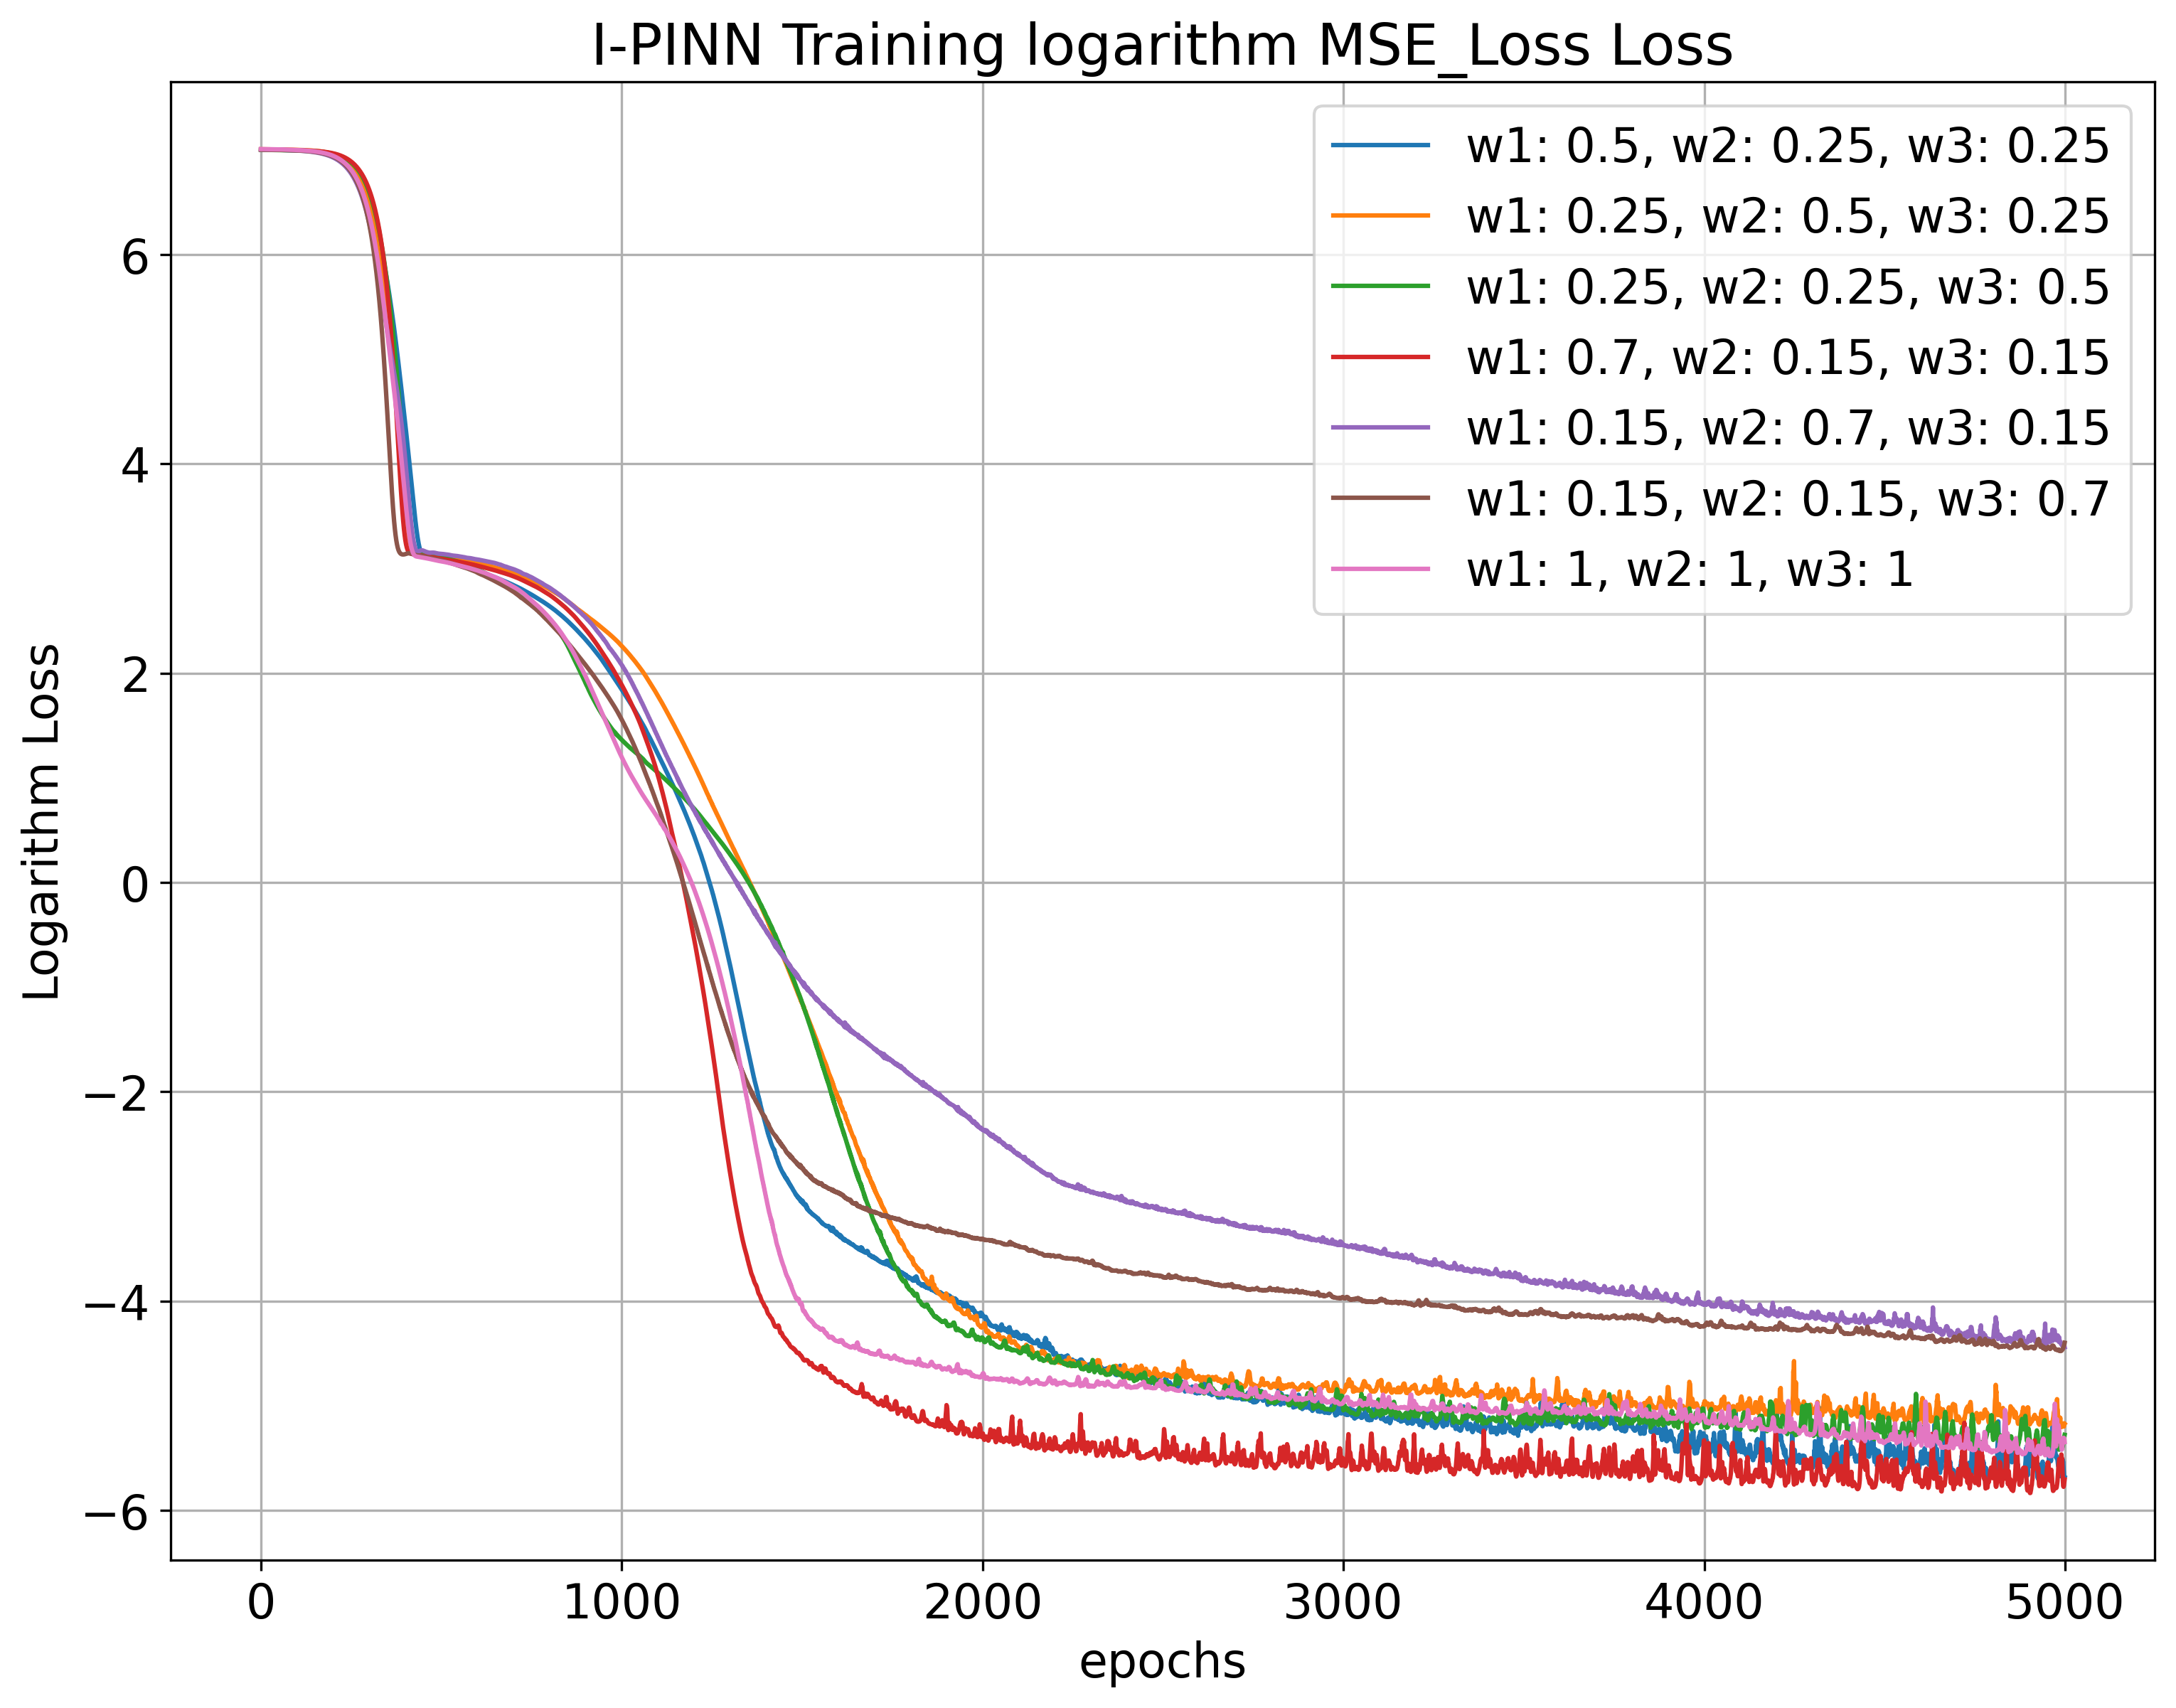 I-PINN Training logarithm MSE_Loss Loss
w1: 0.5, w2: 0.25, w3: 0.25
w1: 0.25, w2: 0.5, w3: 0.25
w1: 0.25, w2: 0.25, w3: 0.5
w1: 0.7, w2: 0.15, w3: 0.15
w1: 0.15, w2: 0.7, w3: 0.15
w1: 0.15, w2: 0.15, w3: 0.7
w1: 1, w2: 1, w3: 1
Logarithm Loss
6
4
2
0
−2
−4
−6
0 1000 2000 3000 4000 5000
epochs